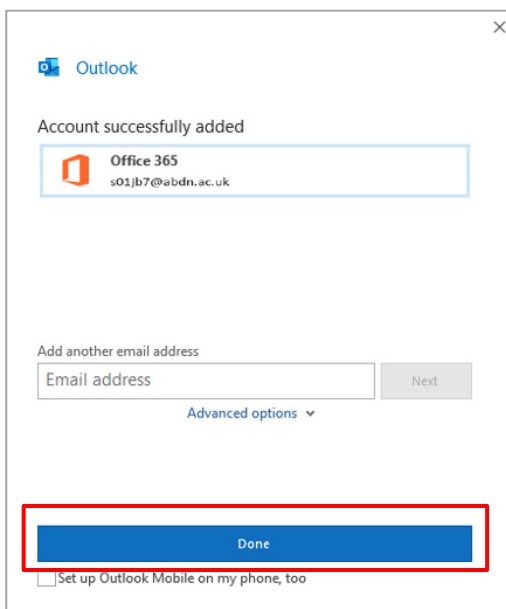 Outlook
Account successfully added
Office 365
s01jb7@abdn.ac.uk
Add another email address
Email address
Next
Advanced options
Done
Set up Outlook Mobile on my phone, too